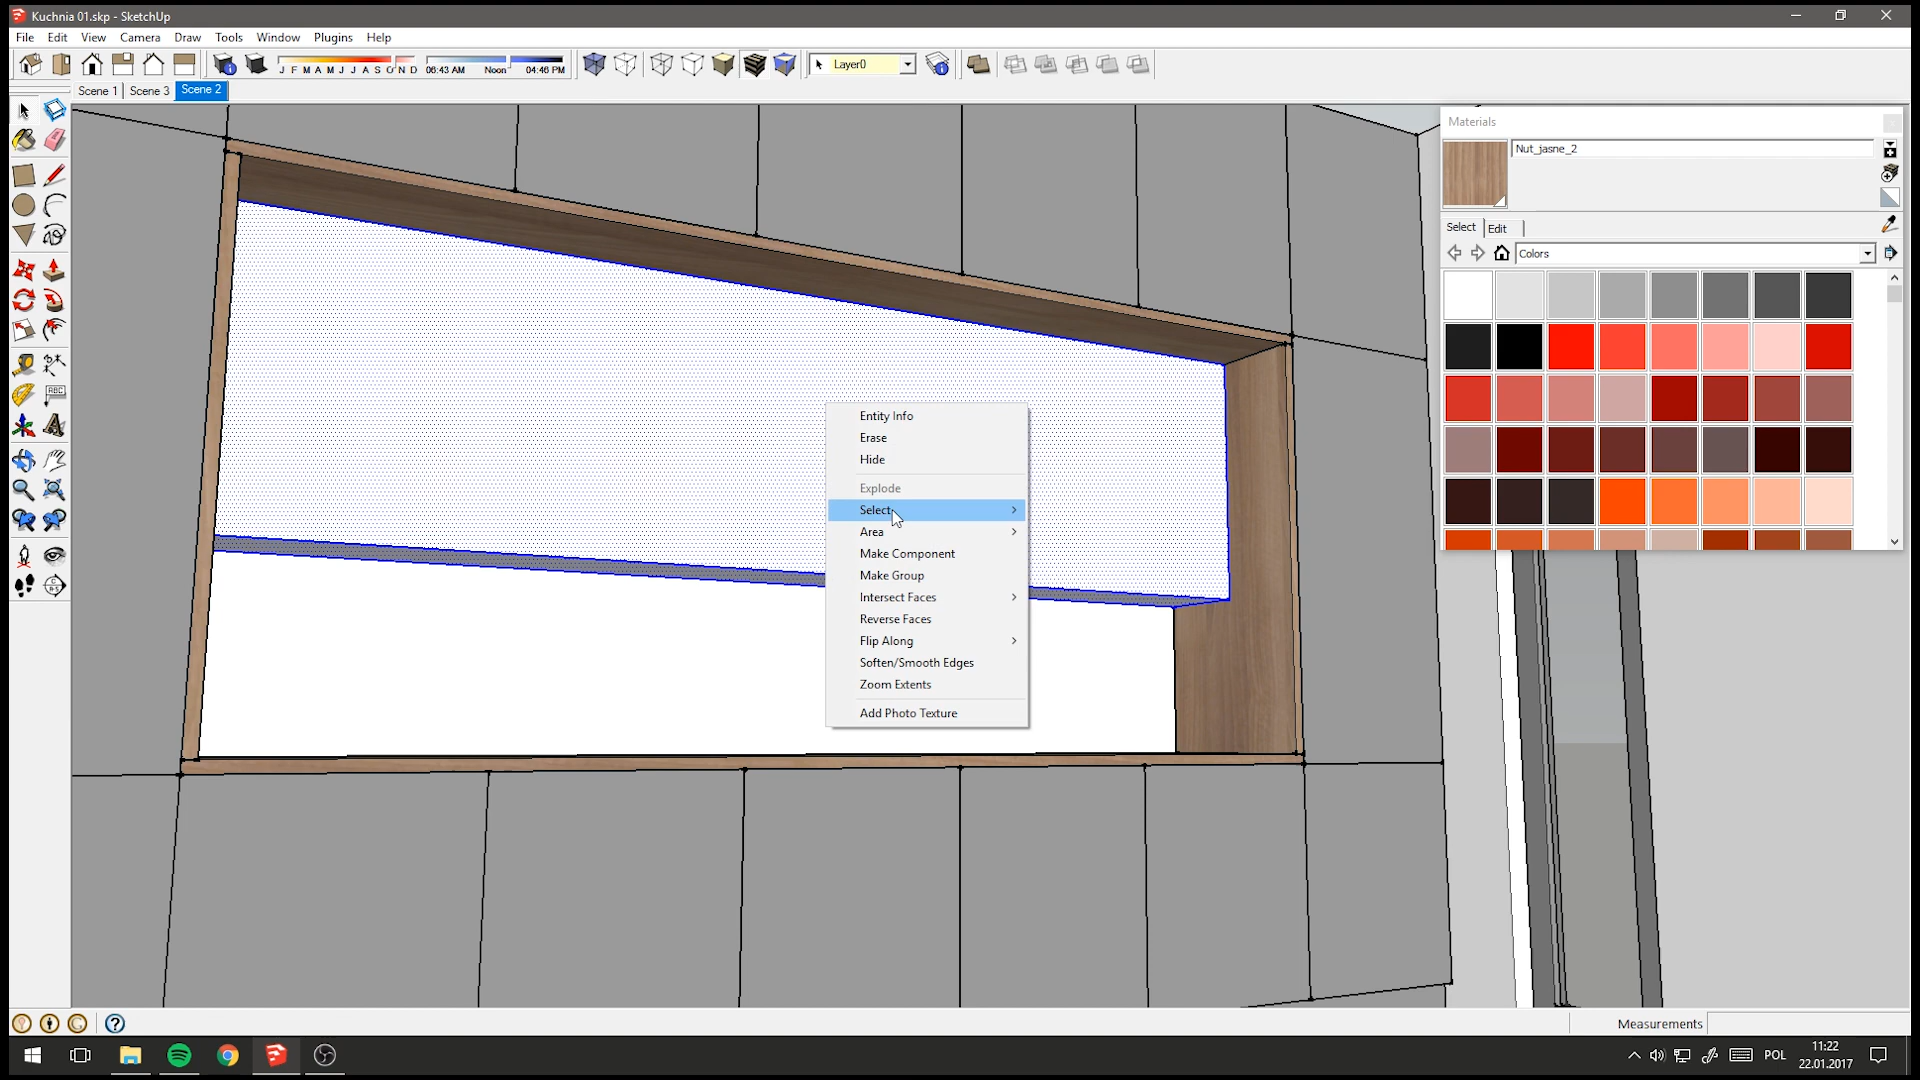 Kuchnia 01.skp - SketchUp
File Edit View Camera Draw Tools Window Plugins Help
J F M A M J J A S O N D 06:43 AM Noon 04:46 PM Layer0
Scene 1 Scene 3 Scene 2
Materials
Nut_jasne_2
Select Edit
Colors
ABC
Entity Info
Erase
Hide
Explode
Select
Area
Make Component
Make Group
Intersect Faces
Reverse Faces
Flip Along
Soften/Smooth Edges
Zoom Extents
Add Photo Texture
Measurements
POL
11:22
22.01.2017